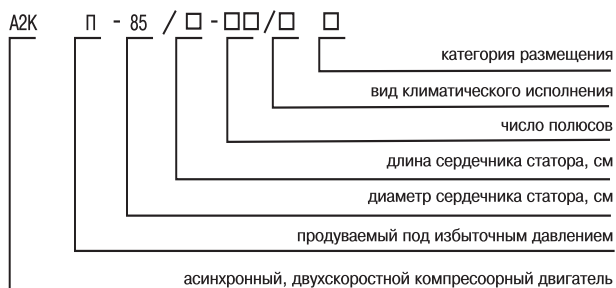 А2К П - 85 / □ - □□ / □ □
категория размещения
вид климатического исполнения
число полюсов
длина сердечника статора, см
диаметр сердечника статора, см
продуваемый под избыточным давлением
асинхронный, двухскоростной компресоорный двигатель